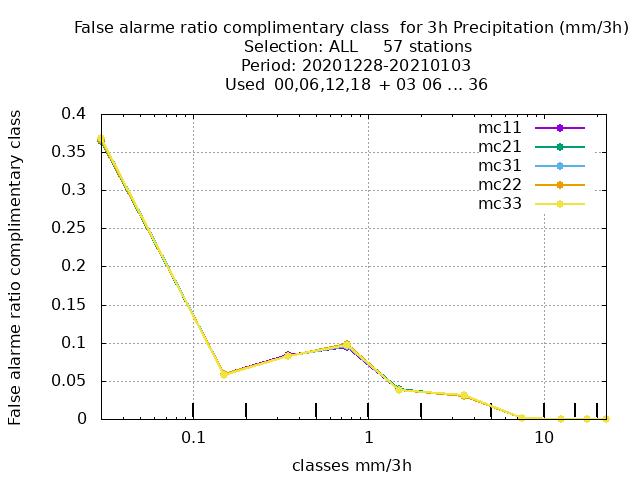 False alarme ratio complimentary class  for 3h Precipitation (mm/3h)
Selection: ALL     57 stations
Period: 20201228-20210103
Used  00,06,12,18  + 03 06 ... 36
False alarme ratio complimentary class
0.4
0.35
0.3
0.25
0.2
0.15
0.1
0.05
0
mc11
mc21
mc31
mc22
mc33
0.1
1
10
classes mm/3h